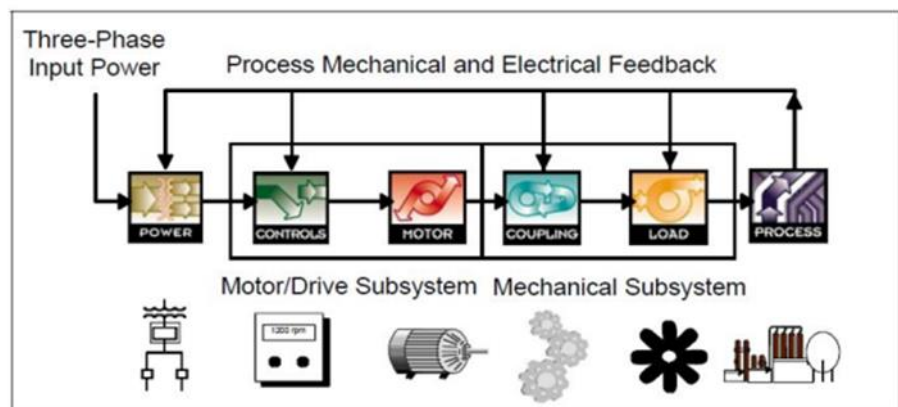 Three-Phase
Input Power
Process Mechanical and Electrical Feedback
POWER
CONTROLS
MOTOR
COUPLING
LOAD
PROCESS
Motor/Drive Subsystem
Mechanical Subsystem
1200 rpm